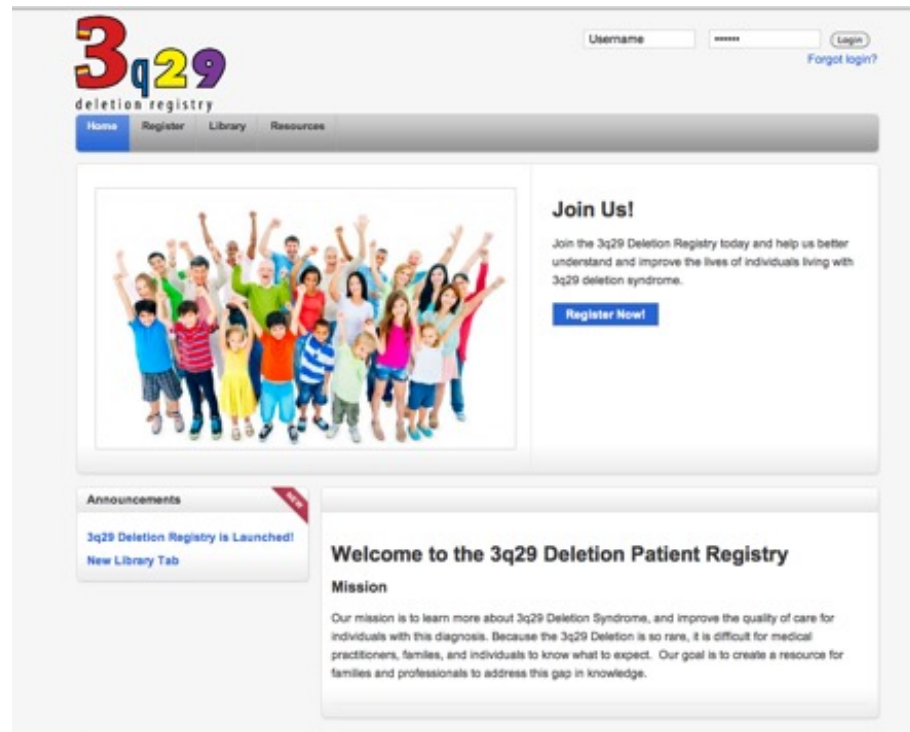 3q29
deletion registry
Username
••••••
Login
Forgot login?
Home Register Library Resources
Join Us!
Join the 3q29 Deletion Registry today and help us better
understand and improve the lives of individuals living with
3q29 deletion syndrome.
Register Now!
Announcements
NEW
3q29 Deletion Registry is Launched!
New Library Tab
Welcome to the 3q29 Deletion Patient Registry
Mission
Our mission is to learn more about 3q29 Deletion Syndrome, and improve the quality of care for
individuals with this diagnosis. Because the 3q29 Deletion is so rare, it is difficult for medical
practitioners, familes, and individuals to know what to expect. Our goal is to create a resource for
families and professionals to address this gap in knowledge.